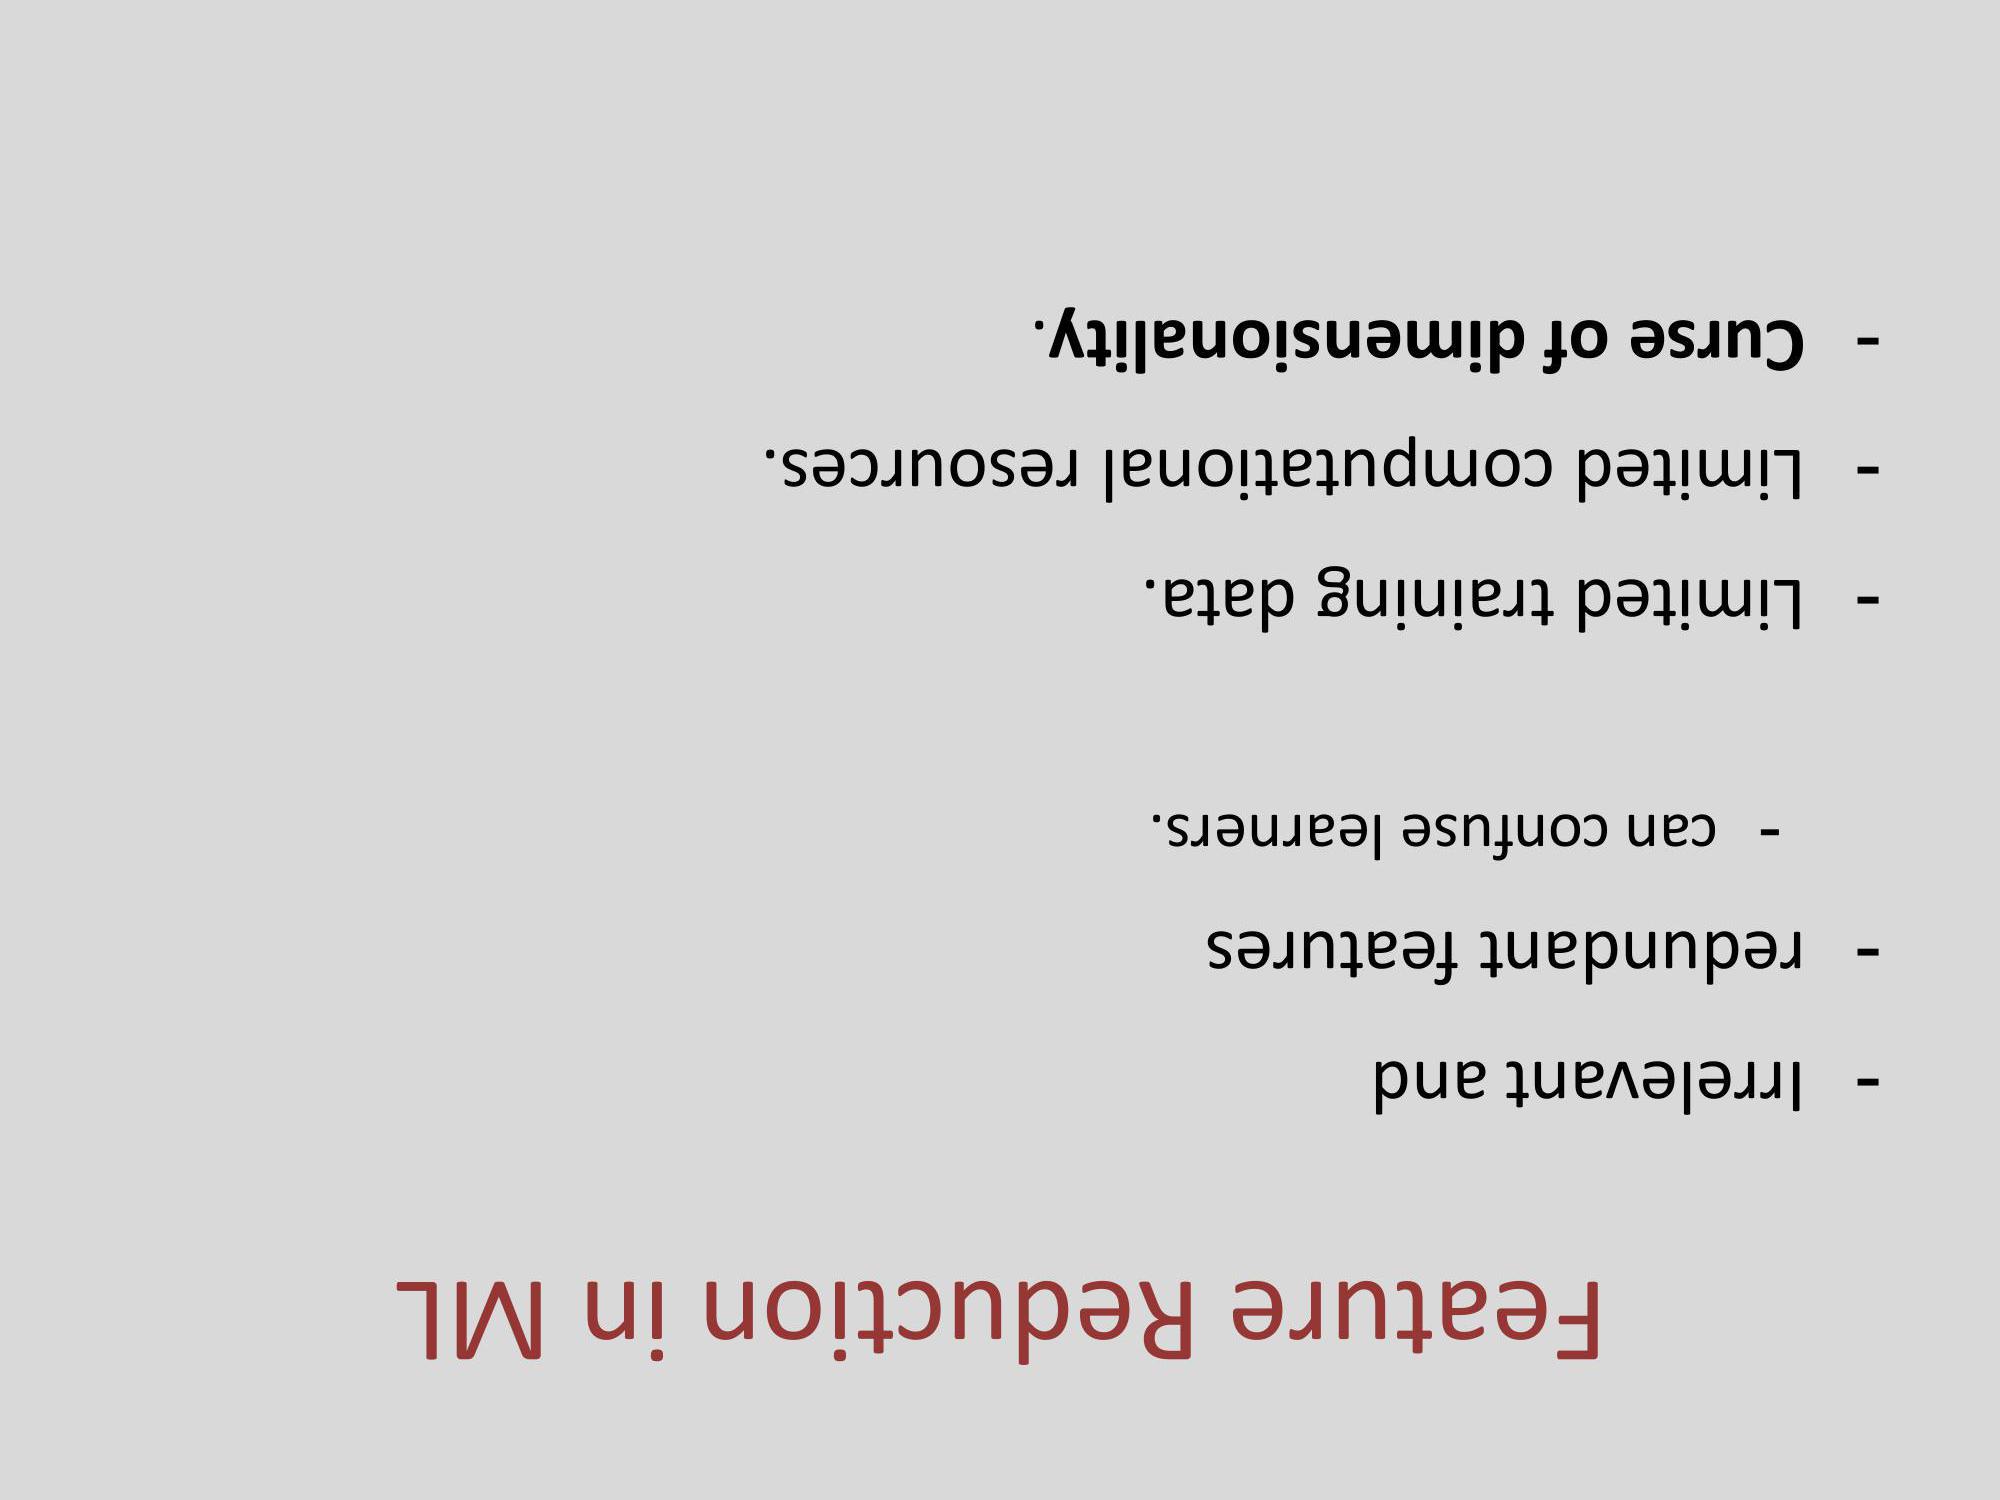 Feature Reduction in ML
- Irrelevant and
- redundant features
- can confuse learners.
- Limited training data.
- Limited computational resources.
- Curse of dimensionality.